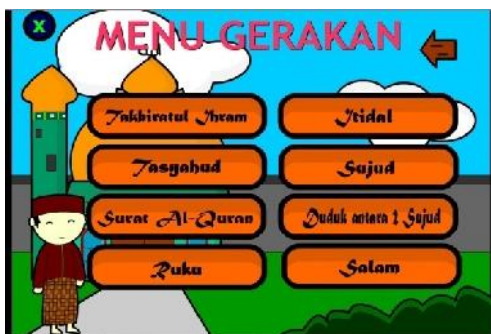 X
MENU GERAKAN
Takbiratul Ihram
Itidal
Tasyahud
Sujud
Surat Al-Quran
Duduk antara 2 Sujud
Ruku
Salam